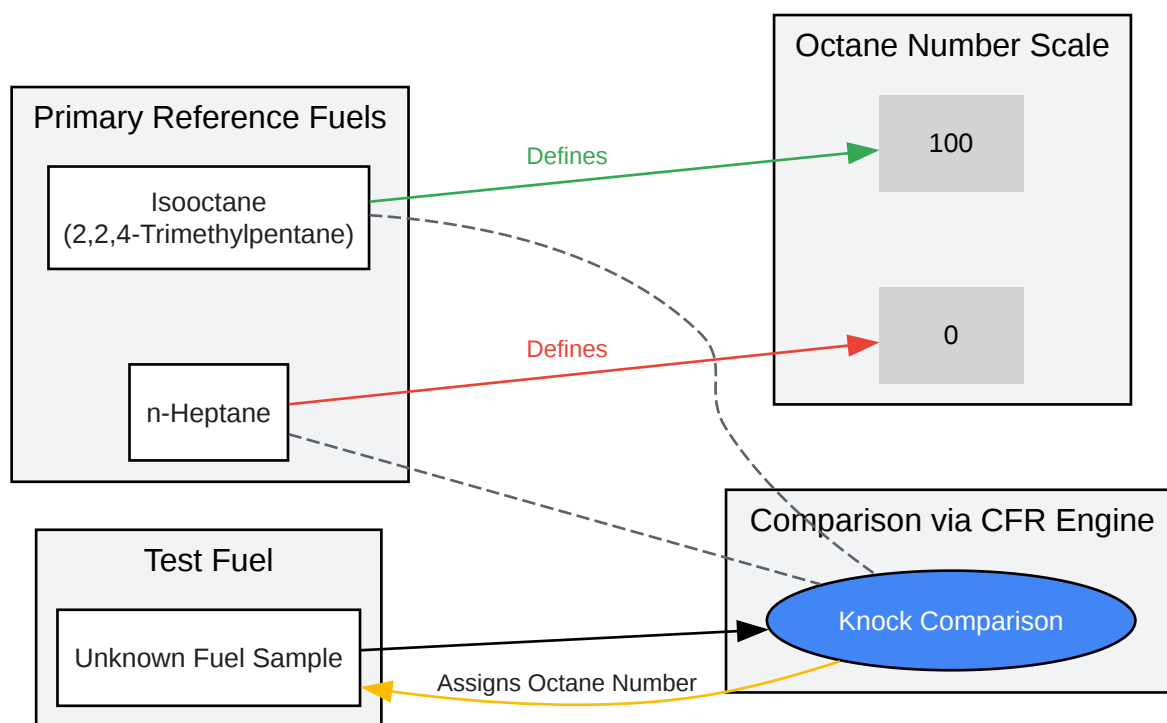 Octane Number Scale
Primary Reference Fuels
100
Defines
Isooctane
(2,2,4-Trimethylpentane)
0
Defines
n-Heptane
Comparison via CFR Engine
Test Fuel
Knock Comparison
Unknown Fuel Sample
Assigns Octane Number